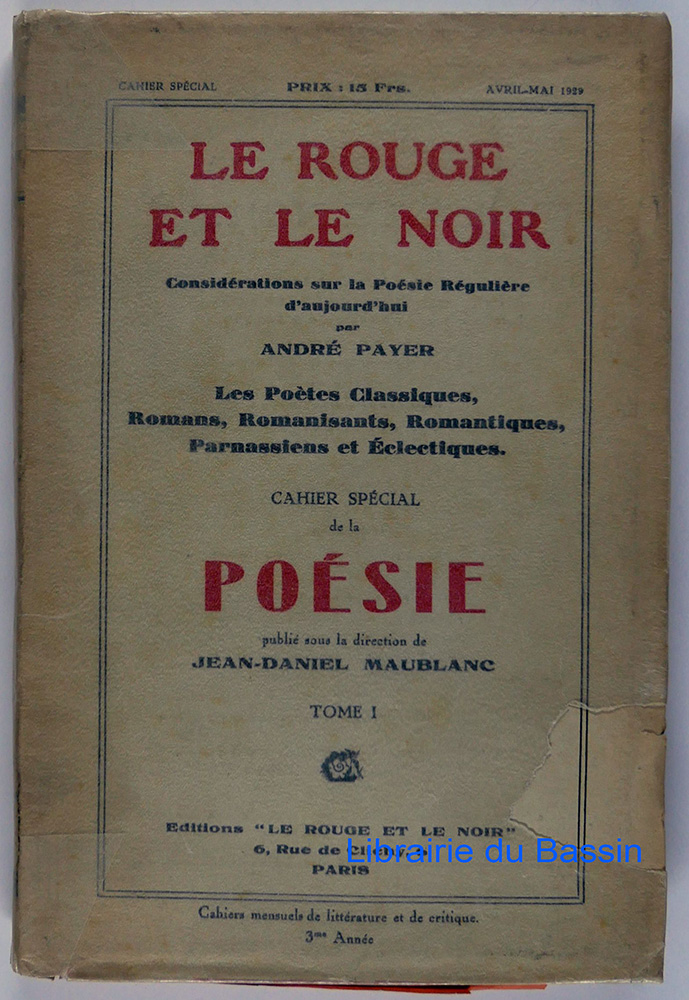 CAHIER SPÉCIAL PRIX : 15 Frs. AVRIL-MAI 1929
LE ROUGE
ET LE NOIR
Considérations sur la Poésie Régulière
d'aujourd'hui
par
ANDRÉ PAYER
Les Poètes Classiques,
Romans, Romanisants, Romantiques,
Parnassiens et Éclectiques.
CAHIER SPÉCIAL
de la
POÉSIE
publié sous la direction de
JEAN-DANIEL MAUBLANC
TOME I
Editions "LE ROUGE ET LE NOIR"
6, Rue de
Librairie du Bassin
PARIS
Cahiers mensuels de littérature et de critique.
3me Année